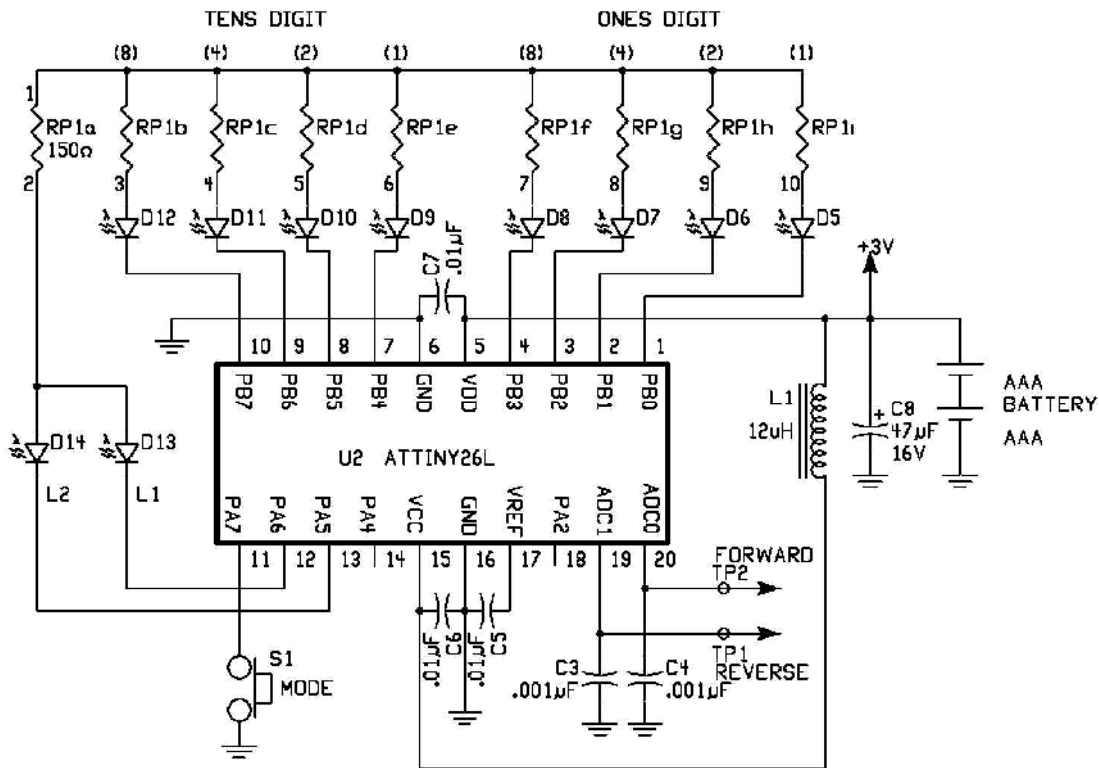 TENS DIGIT ONES DIGIT
(8) (4) (2) (1) (8) (4) (2) (1)
1
RP1a RP1b RP1c RP1d RP1e RP1f RP1g RP1h RP1i
150Ω
2 3 4 5 6 7 8 9 10
D12 D11 D10 D9 D8 D7 D6 D5
C7
.01µF
+3V
10 9 8 7 6 5 4 3 2 1
PB7 PB6 PB5 PB4 GND VDD PB3 PB2 PB1 PB0
L1
12uH
+
C8
47µF
16V
AAA
BATTERY
AAA
D14 D13
L2 L1
U2 ATTINY26L
PA7 PA6 PA5 PA4 VCC GND VREF PA2 ADC1 ADC0
11 12 13 14 15 16 17 18 19 20
FORWARD
TP2
TP1
REVERSE
.01µF
C6
.01µF
C5
C3
.001µF
C4
.001µF
S1
MODE